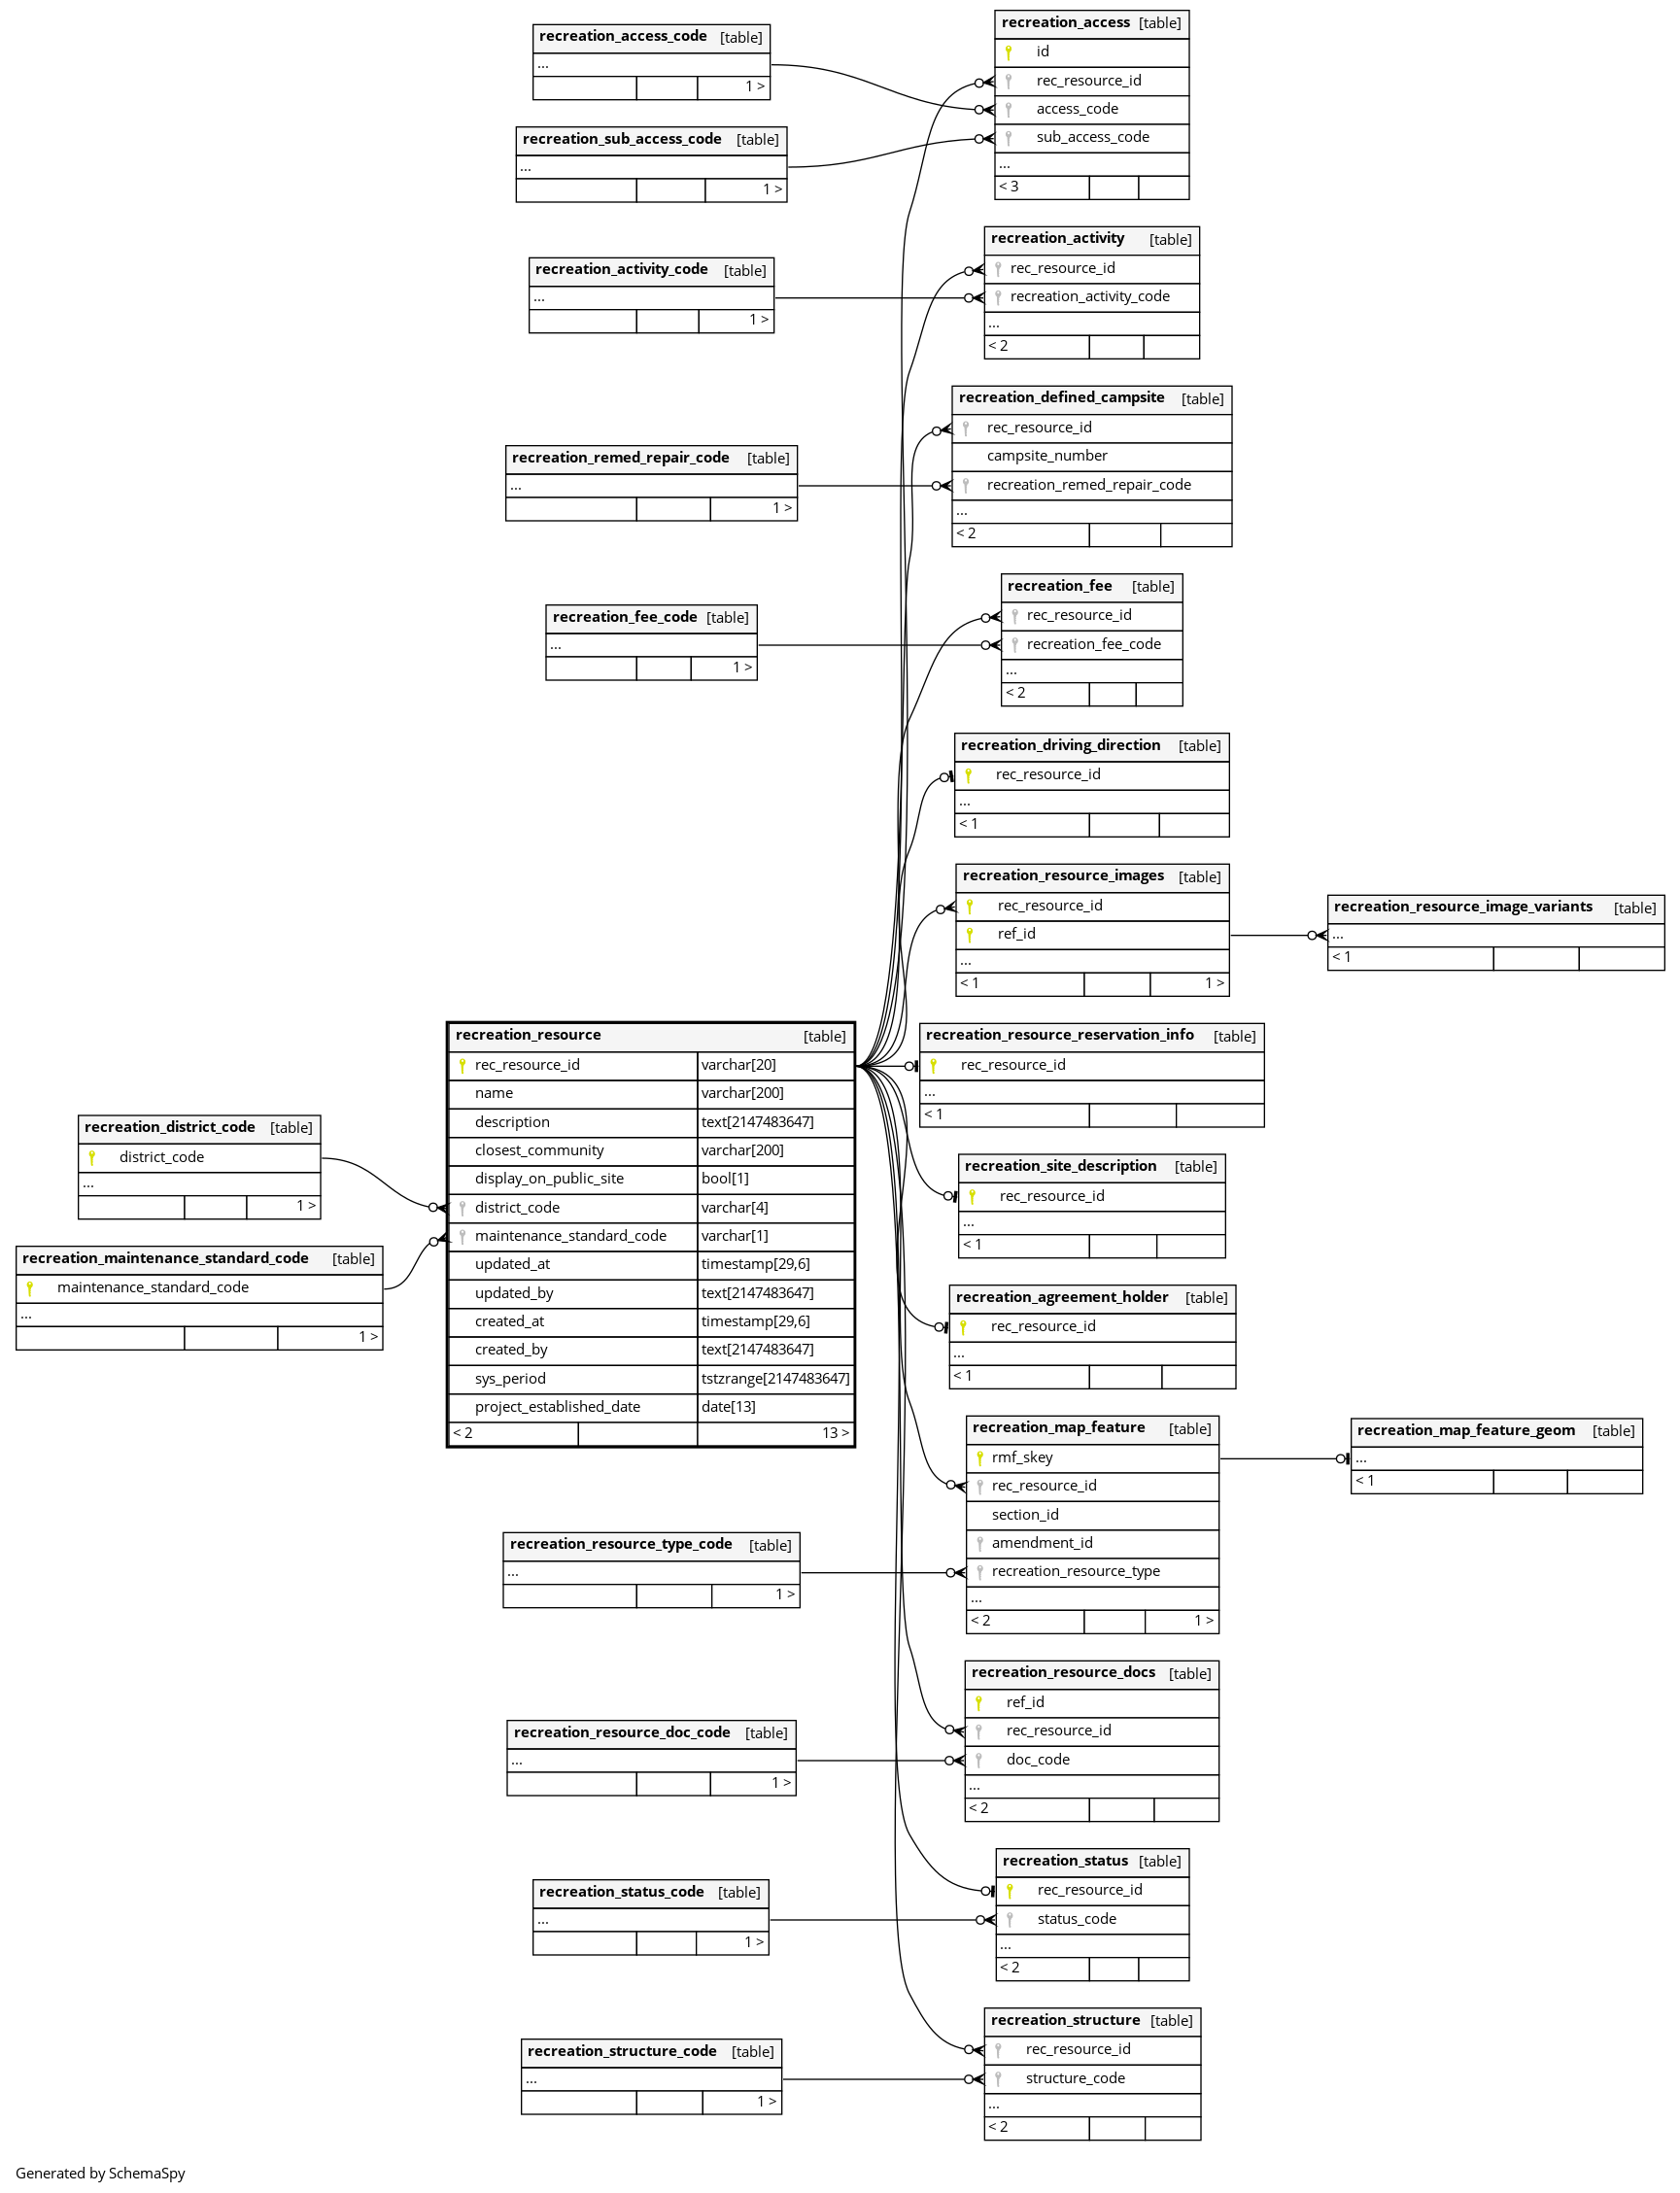 recreation_access_code [table]
...
1 >
recreation_sub_access_code [table]
...
1 >
recreation_access [table]
id
rec_resource_id
access_code
sub_access_code
...
< 3
recreation_activity_code [table]
...
1 >
recreation_activity [table]
rec_resource_id
recreation_activity_code
...
< 2
recreation_remed_repair_code [table]
...
1 >
recreation_defined_campsite [table]
rec_resource_id
campsite_number
recreation_remed_repair_code
...
< 2
recreation_fee_code [table]
...
1 >
recreation_fee [table]
rec_resource_id
recreation_fee_code
...
< 2
recreation_driving_direction [table]
rec_resource_id
...
< 1
recreation_resource_images [table]
rec_resource_id
ref_id
...
< 1 1 >
recreation_resource_image_variants [table]
...
< 1
recreation_resource_reservation_info [table]
rec_resource_id
...
< 1
recreation_resource [table]
rec_resource_id varchar[20]
name varchar[200]
description text[2147483647]
closest_community varchar[200]
display_on_public_site bool[1]
district_code varchar[4]
maintenance_standard_code varchar[1]
updated_at timestamp[29,6]
updated_by text[2147483647]
created_at timestamp[29,6]
created_by text[2147483647]
sys_period tstzrange[2147483647]
project_established_date date[13]
< 2 13 >
recreation_district_code [table]
district_code
...
1 >
recreation_maintenance_standard_code [table]
maintenance_standard_code
...
1 >
recreation_site_description [table]
rec_resource_id
...
< 1
recreation_agreement_holder [table]
rec_resource_id
...
< 1
recreation_map_feature [table]
rmf_skey
rec_resource_id
section_id
amendment_id
recreation_resource_type
...
< 2 1 >
recreation_map_feature_geom [table]
...
< 1
recreation_resource_type_code [table]
...
1 >
recreation_resource_docs [table]
ref_id
rec_resource_id
doc_code
...
< 2
recreation_resource_doc_code [table]
...
1 >
recreation_status [table]
rec_resource_id
status_code
...
< 2
recreation_status_code [table]
...
1 >
recreation_structure [table]
rec_resource_id
structure_code
...
< 2
recreation_structure_code [table]
...
1 >
Generated by SchemaSpy